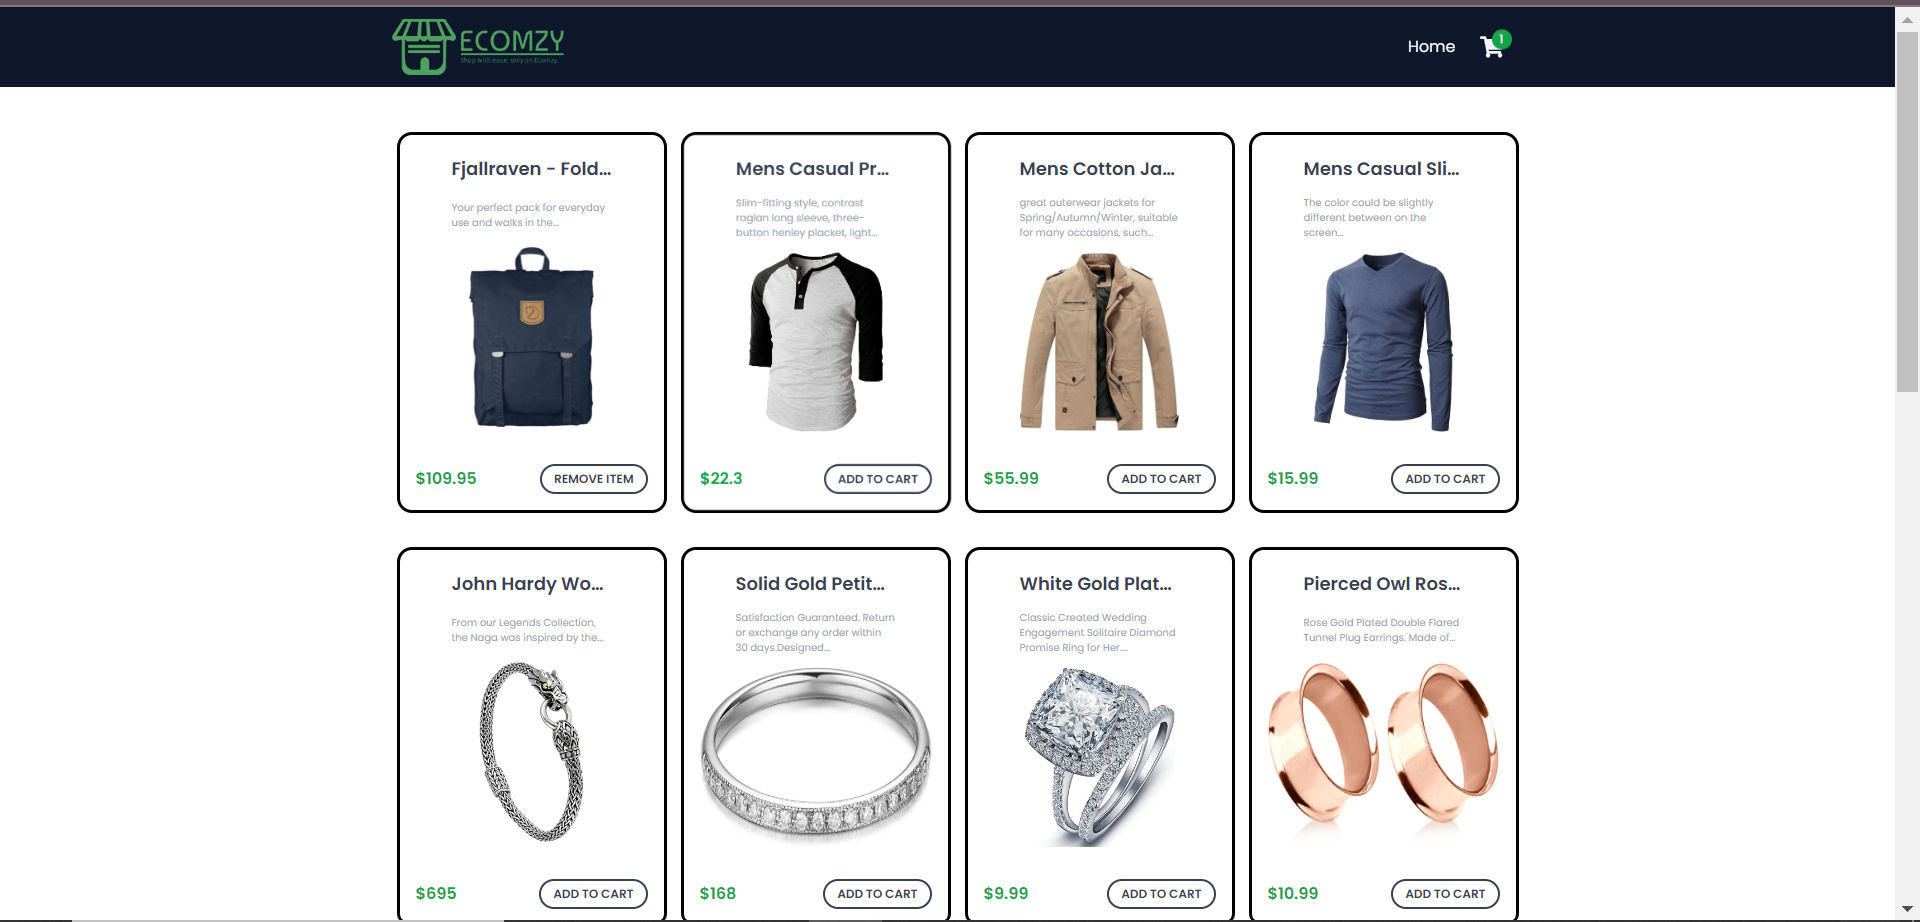 ECOMZY
Shop with ease, only on Ecomzy.
Home
1
Fjallraven - Fold...
Your perfect pack for everyday
use and walks in the...
$109.95
REMOVE ITEM
Mens Casual Pr...
Slim-fitting style, contrast
raglan long sleeve, three-
button henley placket, light...
$22.3
ADD TO CART
Mens Cotton Ja...
great outerwear jackets for
Spring/Autumn/Winter, suitable
for many occasions, such...
$55.99
ADD TO CART
Mens Casual Sli...
The color could be slightly
different between on the
screen...
$15.99
ADD TO CART
John Hardy Wo...
From our Legends Collection,
the Naga was inspired by the...
$695
ADD TO CART
Solid Gold Petit...
Satisfaction Guaranteed. Return
or exchange any order within
30 days.Designed...
$168
ADD TO CART
White Gold Plat...
Classic Created Wedding
Engagement Solitaire Diamond
Promise Ring for Her....
$9.99
ADD TO CART
Pierced Owl Ros...
Rose Gold Plated Double Flared
Tunnel Plug Earrings. Made of...
$10.99
ADD TO CART